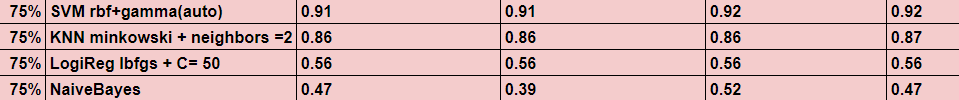 75% SVM rbf+gamma(auto) 0.91 0.91 0.92 0.92
75% KNN minkowski + neighbors =2 0.86 0.86 0.86 0.87
75% LogiReg lbfgs + C= 50 0.56 0.56 0.56 0.56
75% NaiveBayes 0.47 0.39 0.52 0.47